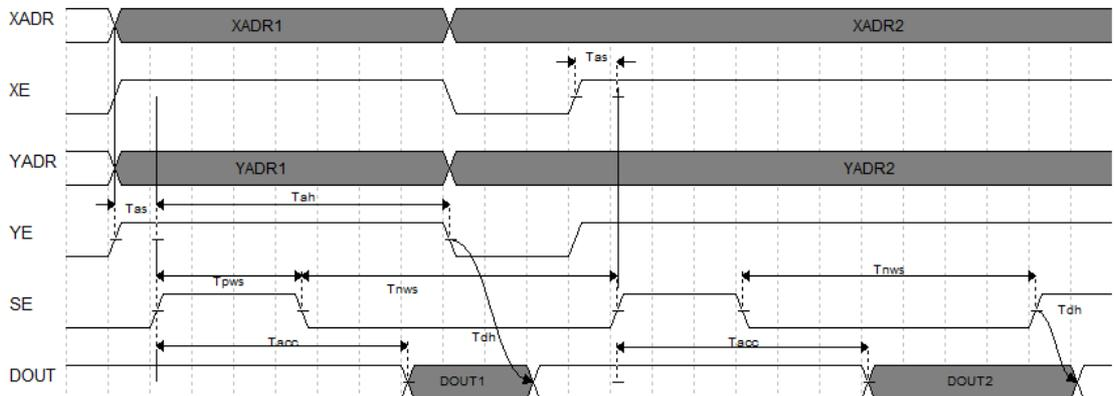 XADR XADR1 XADR2
Tas
XE
YADR YADR1 YADR2
Tas Tah
YE
Tpws Tnws Tnws
SE Tdh Tdh
Tacc Tacc
DOUT DOUT1 DOUT2